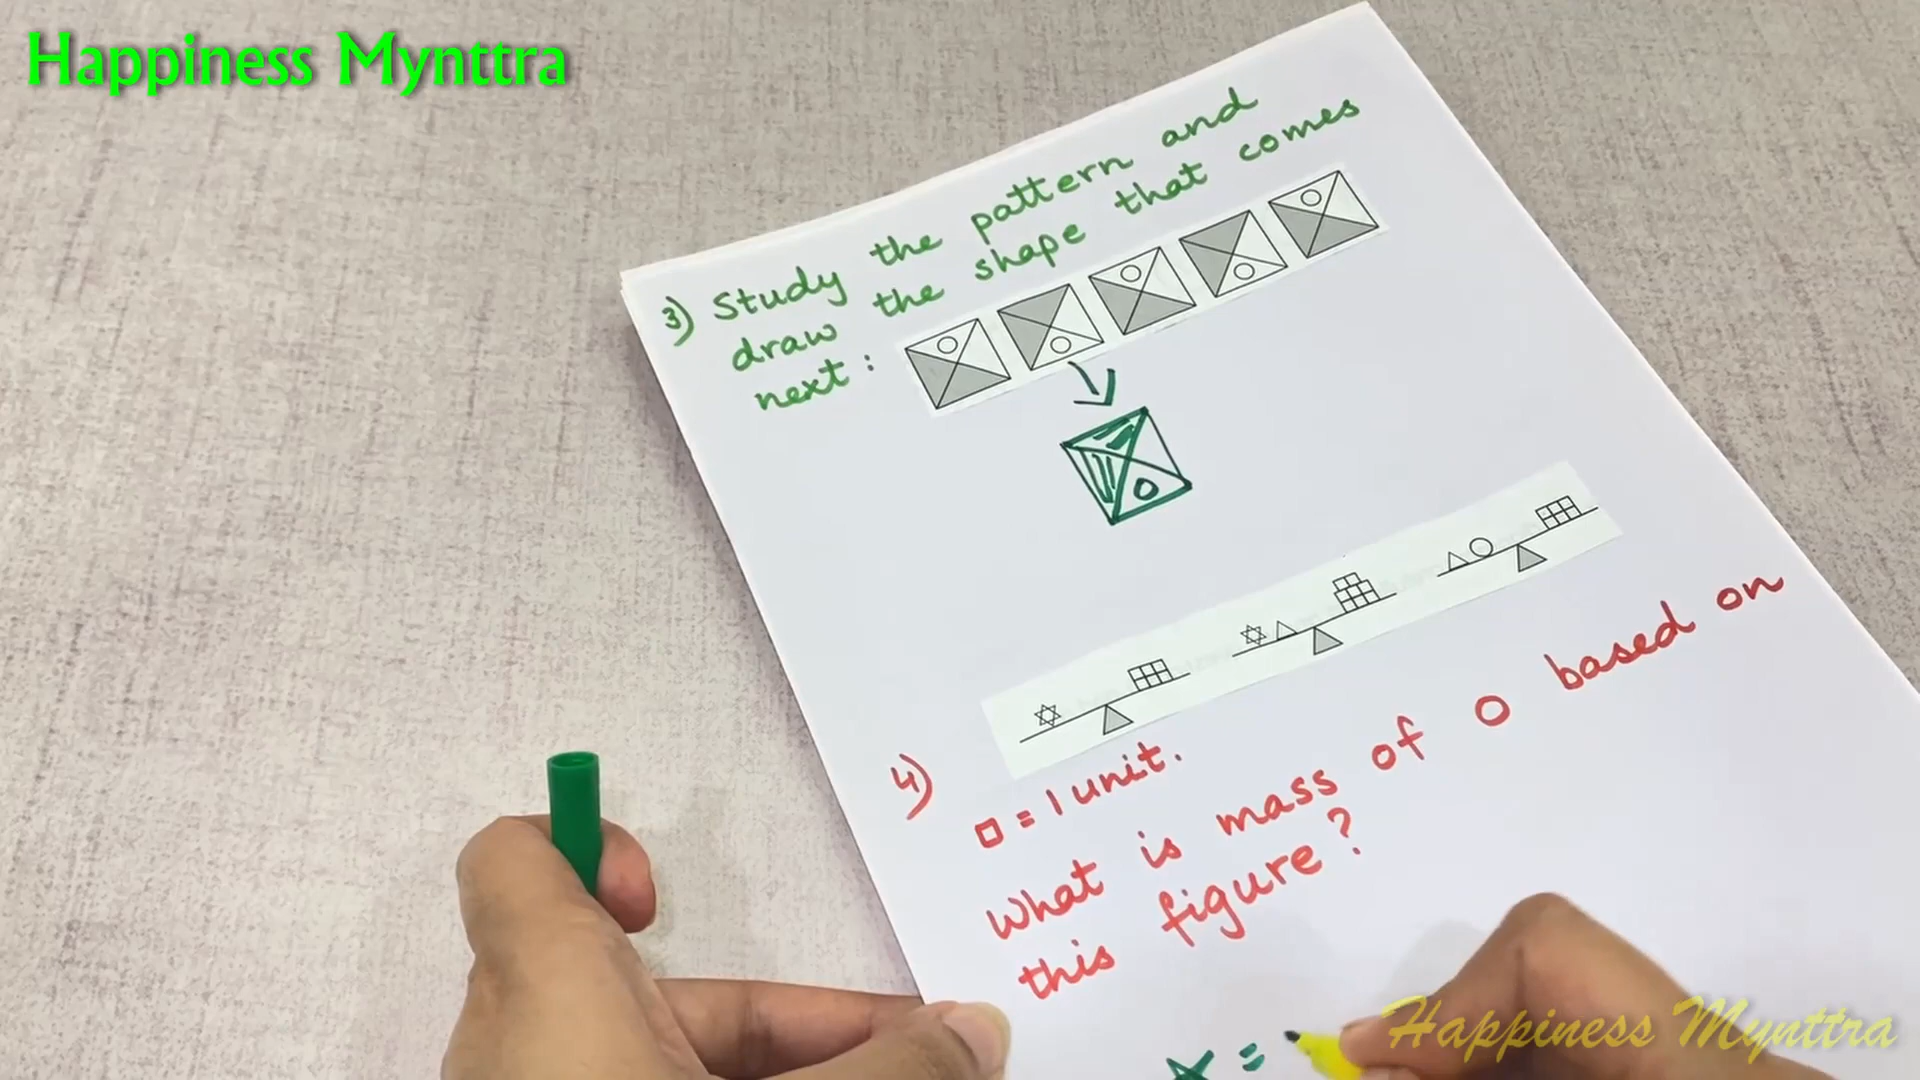 Happiness Mynttra
3) Study the pattern and
draw the shape that comes
next:
4)
□ = 1 unit.
What is mass of O based on
this figure?
☆ =
Happiness Mynttra